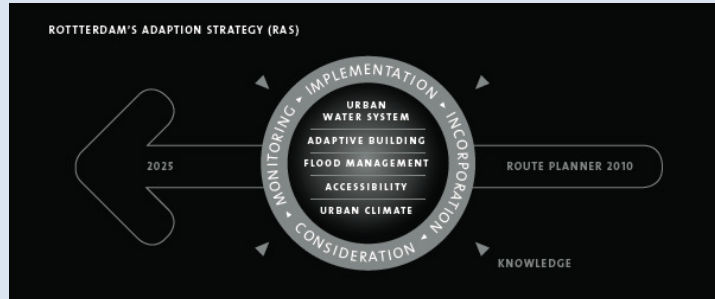 ROTTTERDAM'S ADAPTION STRATEGY (RAS)
IMPLEMENTATION
INCORPORATION
CONSIDERATION
MONITORING
URBAN
WATER SYSTEM
ADAPTIVE BUILDING
FLOOD MANAGEMENT
ACCESSIBILITY
URBAN CLIMATE
2025
ROUTE PLANNER 2010
KNOWLEDGE